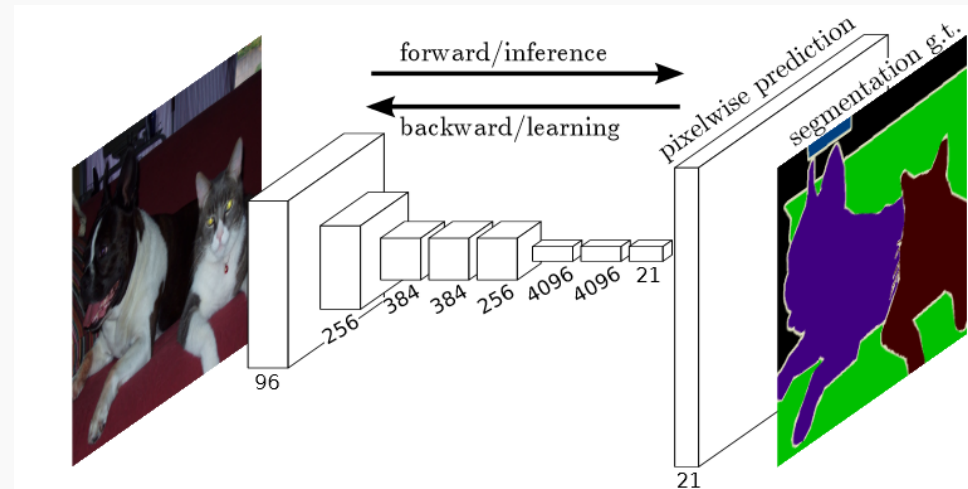 forward/inference
backward/learning
pixelwise prediction
segmentation g.t.
96
256
384
384
256
4096
4096
21
21